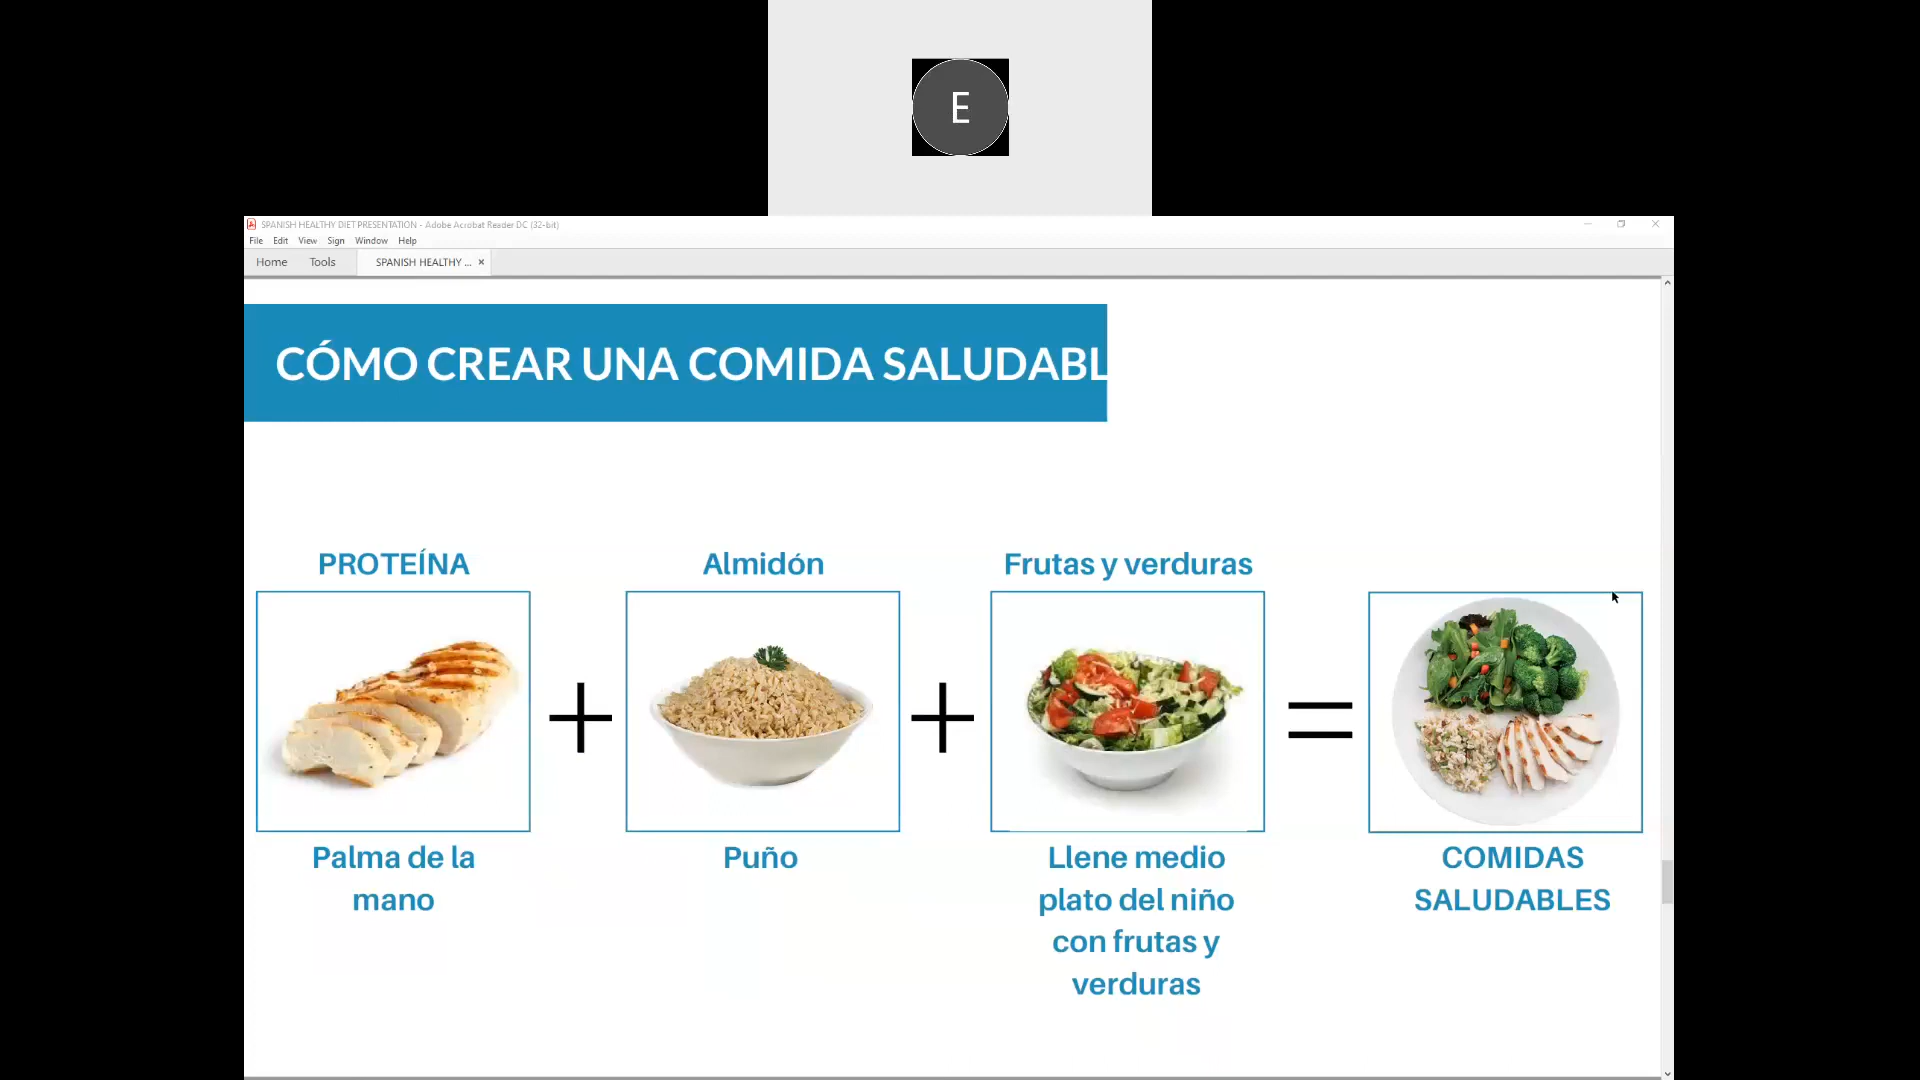 E
SPANISH HEALTHY DIET PRESENTATION - Adobe Acrobat Reader DC (32-bit)
File Edit View Sign Window Help
Home Tools SPANISH HEALTHY ... ×
CÓMO CREAR UNA COMIDA SALUDABL
PROTEÍNA
Almidón
Frutas y verduras
Palma de la
mano
Puño
Llene medio
plato del niño
con frutas y
verduras
COMIDAS
SALUDABLES